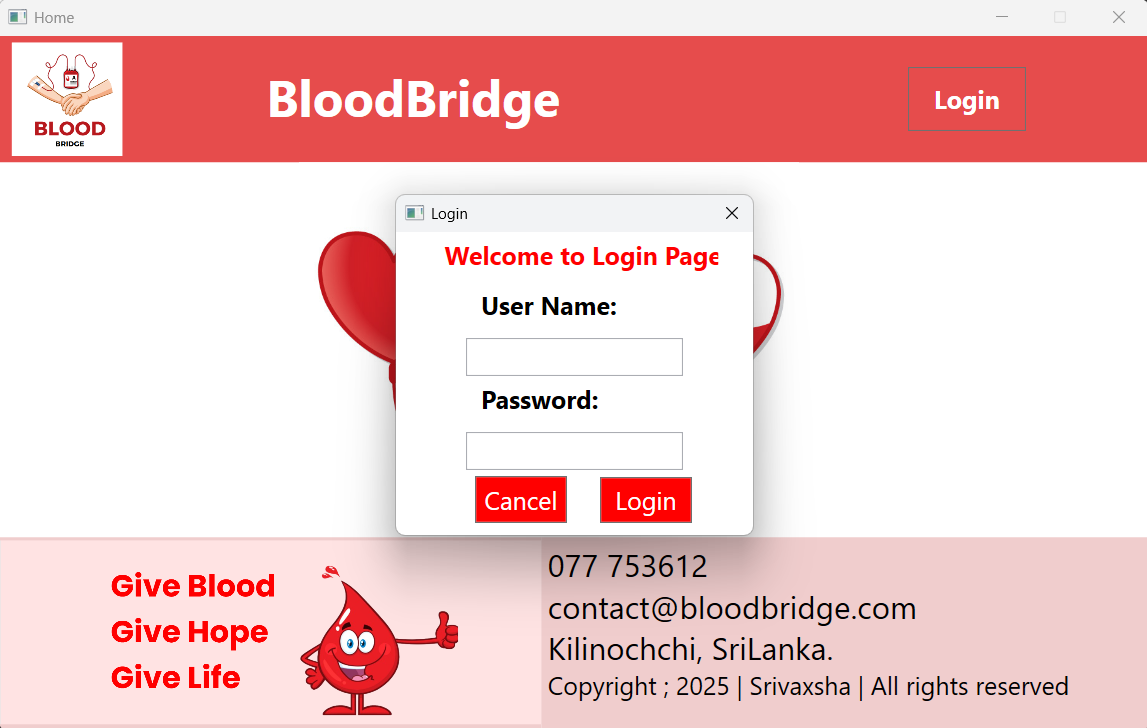 Home
BLOOD
BRIDGE
BloodBridge
Login
Login
Welcome to Login Page
User Name:
Password:
Cancel
Login
Give Blood
Give Hope
Give Life
077 753612
contact@bloodbridge.com
Kilinochchi, SriLanka.
Copyright ; 2025 | Srivaxsha | All rights reserved